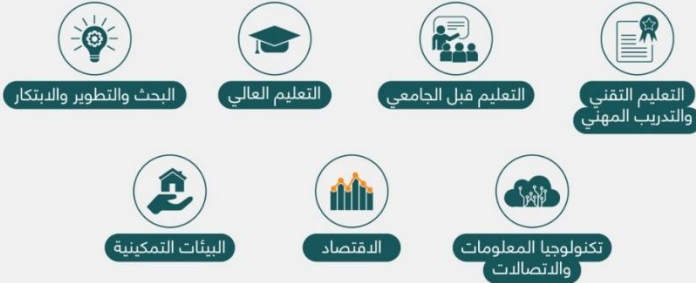 التعليم التقني
والتدريب المهني
التعليم قبل الجامعي
التعليم العالي
البحث والتطوير والابتكار
تكنولوجيا المعلومات
والاتصالات
الاقتصاد
البيئات التمكينية